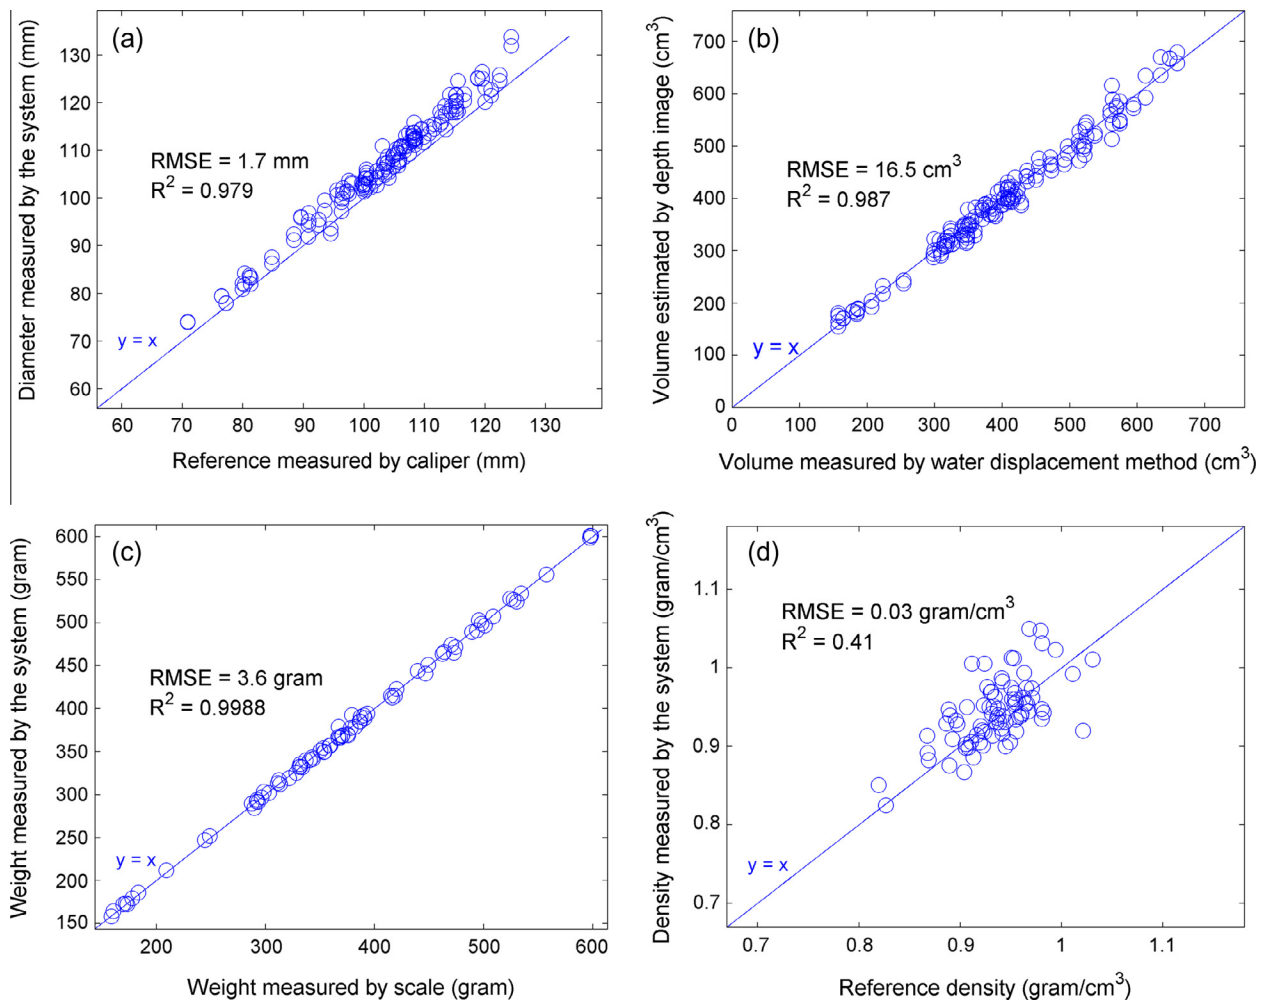 (a)
RMSE = 1.7 mm
R² = 0.979
y = x
130
120
110
100
90
80
70
60
60 70 80 90 100 110 120 130
Diameter measured by the system (mm)
Reference measured by caliper (mm)
(b)
RMSE = 16.5 cm³
R² = 0.987
y = x
700
600
500
400
300
200
100
0
0 100 200 300 400 500 600 700
Volume estimated by depth image (cm³)
Volume measured by water displacement method (cm³)
(c)
RMSE = 3.6 gram
R² = 0.9988
y = x
600
550
500
450
400
350
300
250
200
150
200 300 400 500 600
Weight measured by the system (gram)
Weight measured by scale (gram)
(d)
RMSE = 0.03 gram/cm³
R² = 0.41
y = x
1.1
1
0.9
0.8
0.7
0.7 0.8 0.9 1 1.1
Density measured by the system (gram/cm³)
Reference density (gram/cm³)